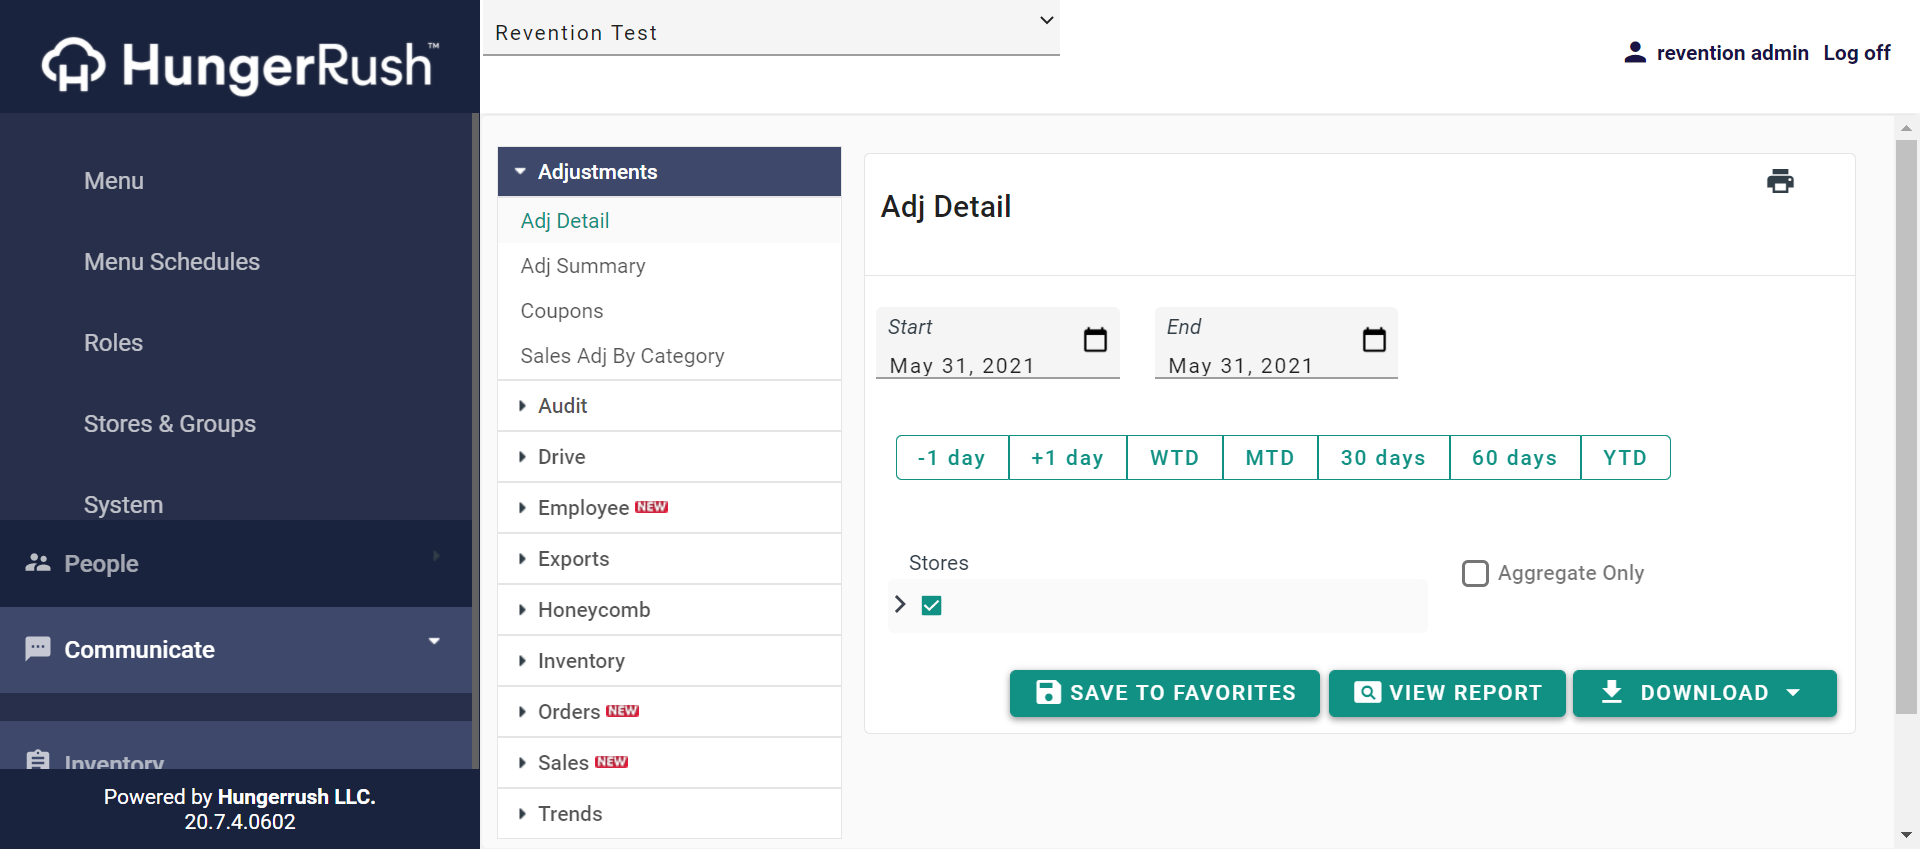 HungerRush™
Revention Test
revention admin Log off
Menu
Menu Schedules
Roles
Stores & Groups
System
People
Communicate
Inventory
Powered by Hungerrush LLC.
20.7.4.0602
Adjustments
Adj Detail
Adj Summary
Coupons
Sales Adj By Category
Audit
Drive
Employee NEW
Exports
Honeycomb
Inventory
Orders NEW
Sales NEW
Trends
Adj Detail
Start
May 31, 2021
End
May 31, 2021
-1 day +1 day WTD MTD 30 days 60 days YTD
Stores
Aggregate Only
SAVE TO FAVORITES VIEW REPORT DOWNLOAD